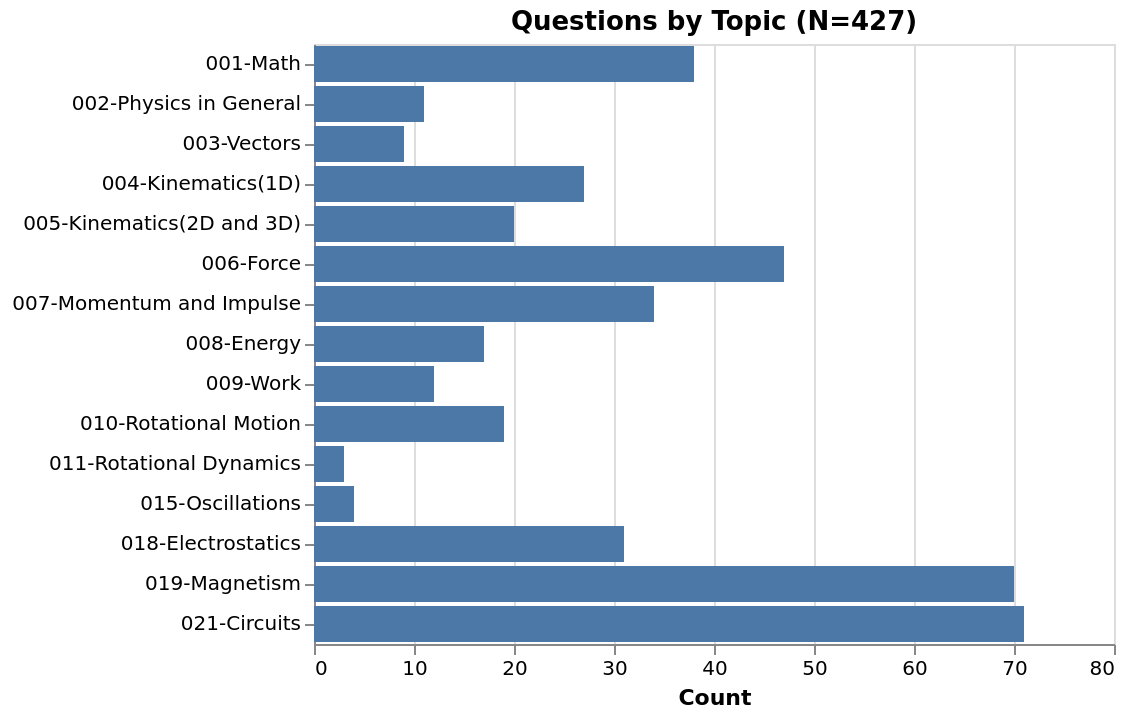 Questions by Topic (N=427)
001-Math
002-Physics in General
003-Vectors
004-Kinematics(1D)
005-Kinematics(2D and 3D)
006-Force
007-Momentum and Impulse
008-Energy
009-Work
010-Rotational Motion
011-Rotational Dynamics
015-Oscillations
018-Electrostatics
019-Magnetism
021-Circuits
0 10 20 30 40 50 60 70 80
Count